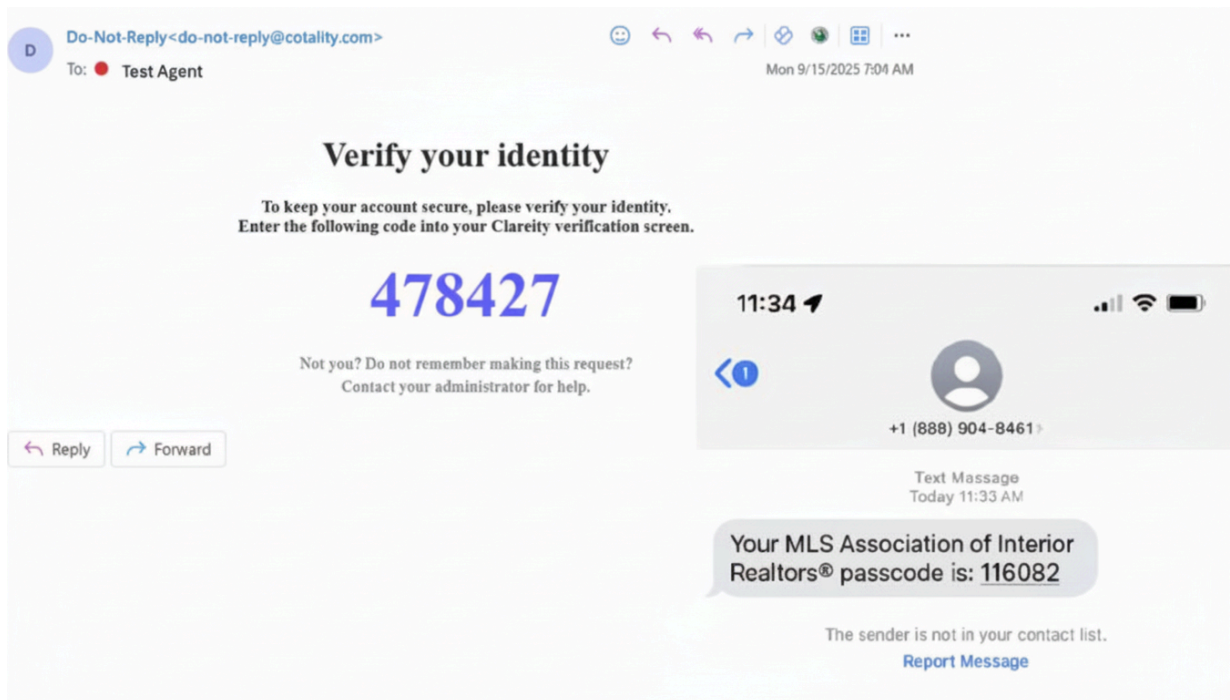 D
Do-Not-Reply<do-not-reply@cotality.com>
To: Test Agent
Mon 9/15/2025 7:04 AM
Verify your identity
To keep your account secure, please verify your identity.
Enter the following code into your Clareity verification screen.
478427
Not you? Do not remember making this request?
Contact your administrator for help.
Reply
Forward
11:34
1
+1 (888) 904-8461
Text Massage
Today 11:33 AM
Your MLS Association of Interior
Realtors® passcode is: 116082
The sender is not in your contact list.
Report Message